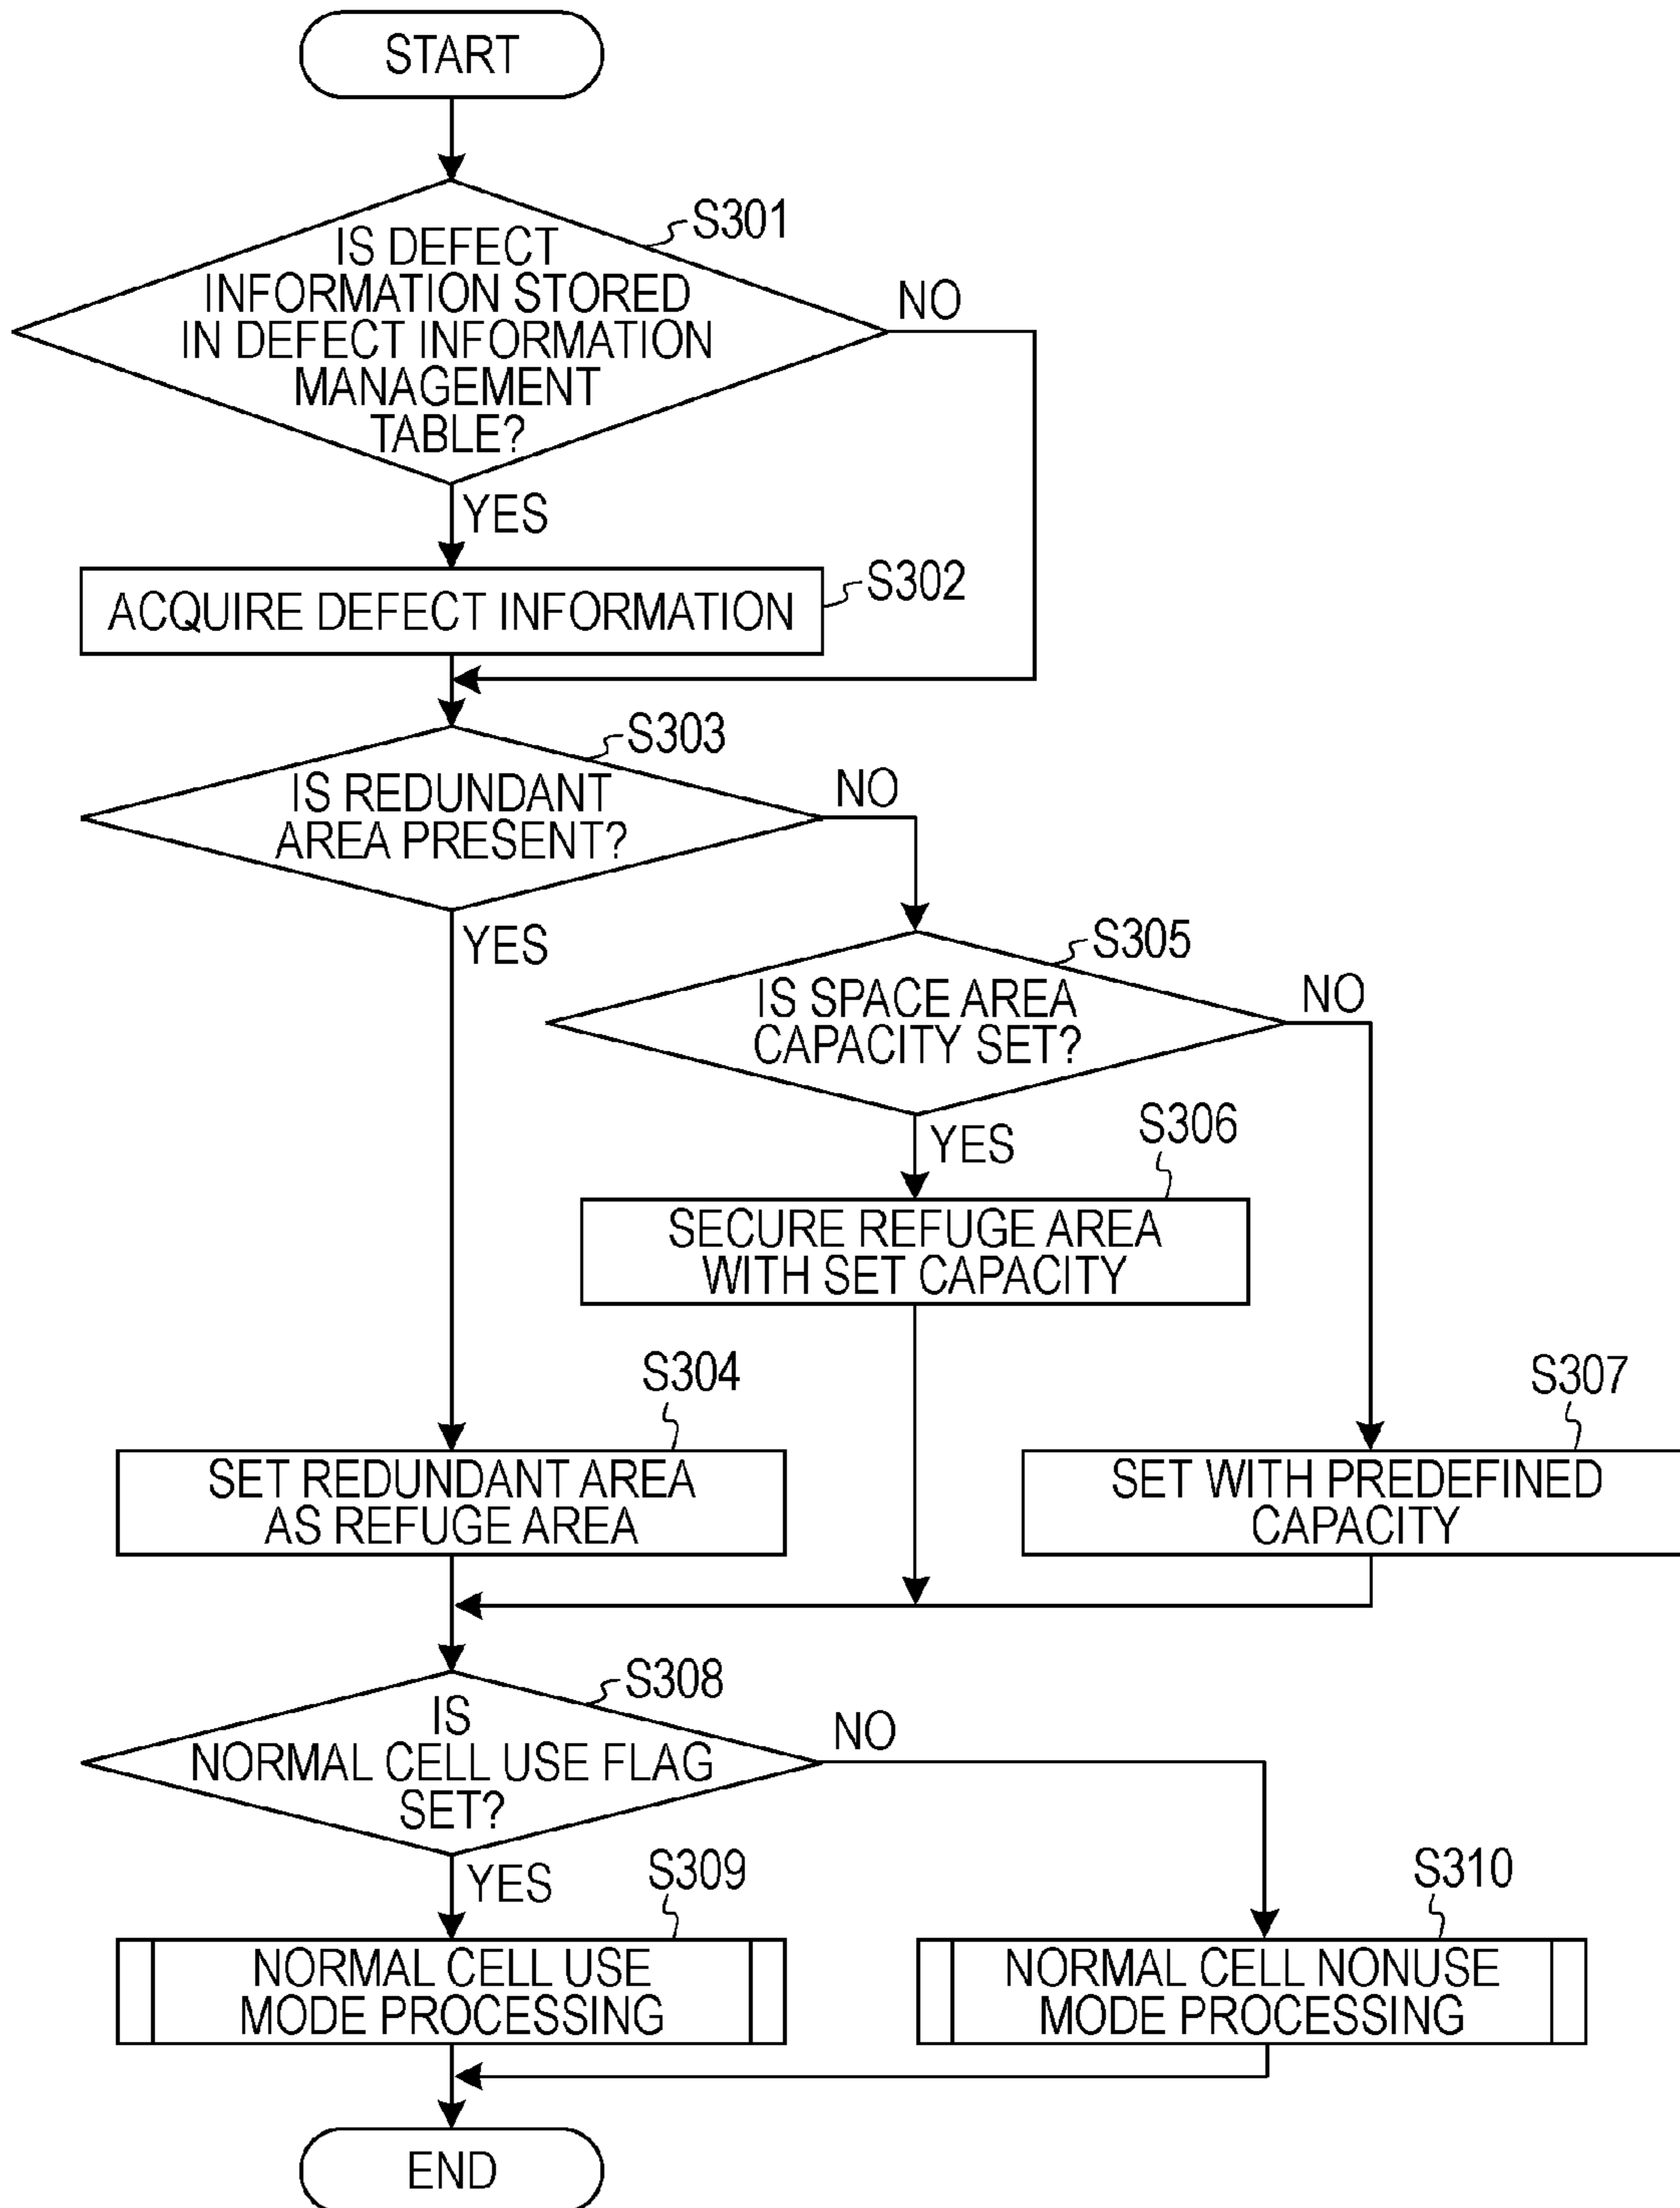 START
S301
IS DEFECT
INFORMATION STORED
IN DEFECT INFORMATION
MANAGEMENT
TABLE?
NO
YES
ACQUIRE DEFECT INFORMATION
S302
S303
IS REDUNDANT
AREA PRESENT?
NO
YES
S305
IS SPACE AREA
CAPACITY SET?
NO
YES
S306
SECURE REFUGE AREA
WITH SET CAPACITY
S304
SET REDUNDANT AREA
AS REFUGE AREA
S307
SET WITH PREDEFINED
CAPACITY
S308
IS
NORMAL CELL USE FLAG
SET?
NO
YES
S309
NORMAL CELL USE
MODE PROCESSING
S310
NORMAL CELL NONUSE
MODE PROCESSING
END